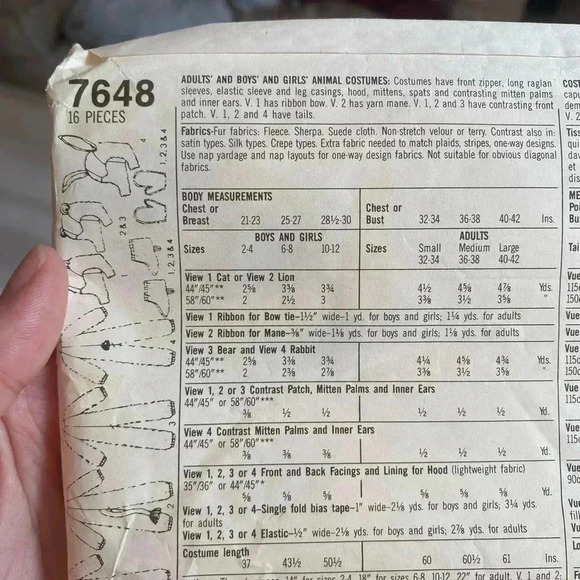 7648
16 PIECES
ADULTS' AND BOYS' AND GIRLS' ANIMAL COSTUMES: Costumes have front zipper, long raglan
sleeves, elastic sleeve and leg casings, hood, mittens, spats and contrasting mitten palms
and inner ears. V. 1 has ribbon bow. V. 2 has yarn mane. V. 1, 2 and 3 have contrasting front
patch. V. 1, 2 and 4 have tails.
Fabrics-Fur fabrics: Fleece. Sherpa. Suede cloth. Non-stretch velour or terry. Contrast also in:
satin types. Silk types. Crepe types. Extra fabric needed to match plaids, stripes, one-way designs.
Use nap yardage and nap layouts for one-way design fabrics. Not suitable for obvious diagonal
fabrics.
BODY MEASUREMENTS
Chest or Chest or
Breast 21-23 25-27 28½-30 Bust 32-34 36-38 40-42 Ins.
BOYS AND GIRLS ADULTS
Sizes 2-4 6-8 10-12 Sizes Small Medium Large
32-34 36-38 40-42
View 1 Cat or View 2 Lion
44"/45"** 2⅝ 3⅜ 3¾ 4½ 4⅝ 4⅞ Yds.
58"/60"** 2 2½ 3 3⅜ 3½ 3⅝ "
View 1 Ribbon for Bow tie–1½" wide–1 yd. for boys and girls; 1¼ yds. for adults
View 2 Ribbon for Mane–⅝" wide–1⅛ yds. for boys and girls; 1⅛ yds. for adults
View 3 Bear and View 4 Rabbit
44"/45"** 2⅝ 3⅜ 3¾ 4¼ 4⅝ 4¾ Yds.
58"/60"** 2 2⅜ 2⅞ 3⅜ 3½ 3⅝ "
View 1, 2 or 3 Contrast Patch, Mitten Palms and Inner Ears
44"/45" or 58"/60"***
⅜ ½ ½ ½ ½ ½ Yd.
View 4 Contrast Mitten Palms and Inner Ears
44"/45" or 58"/60"***
⅜ ⅜ ⅜ ½ ½ ½ Yd.
View 1, 2, 3 or 4 Front and Back Facings and Lining for Hood (lightweight fabric)
35"/36" or 44"/45"*
⅝ ⅝ ⅝ ⅝ ⅝ ⅝ Yd.
View 1, 2, 3 or 4-Single fold bias tape–1" wide-2⅛ yds. for boys and girls; 3¼ yds.
for adults
View 1, 2, 3 or 4 Elastic–½" wide-2⅛ yds. for boys and girls; 2⅞ yds. for adults
Costume length
37 43½ 50½ 60 60½ 61 Ins.
4
1, 2, 3 & 4
2 & 3
1, 2, 3 & 4
4
3
2